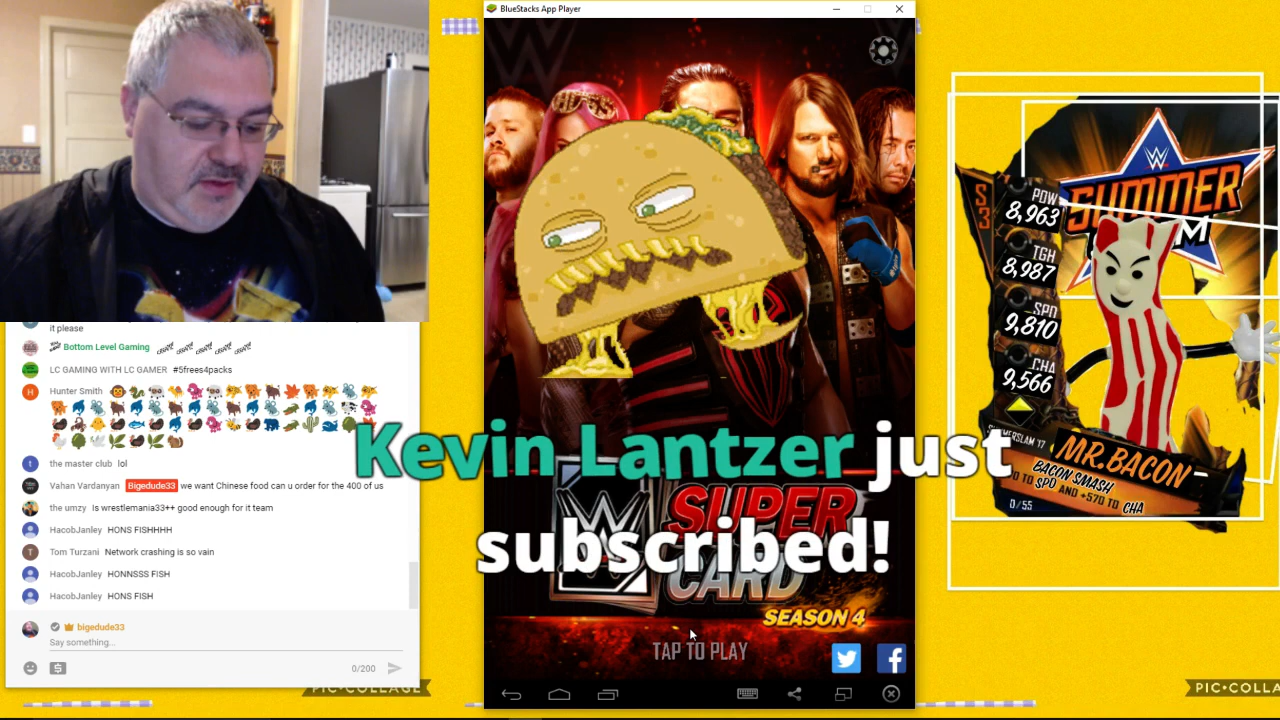 BlueStacks App Player
it please
Bottom Level Gaming
LC GAMING WITH LC GAMER #5frees4packs
Hunter Smith
the master club lol
Vahan Vardanyan Bigedude33 we want Chinese food can u order for the 400 of us
the umzy Is wrestlemania33++ good enough for it team
HacobJanley HONS FISHHHH
Tom Turzani Network crashing is so vain
HacobJanley HONNSSS FISH
HacobJanley HONS FISH
bigedude33
Say something...
0/200
PIC•COLLAGE
Kevin Lantzer just
subscribed!
SUPER
CARD
SEASON 4
TAP TO PLAY
S3
SUMMER
POW
8,963
TGH
8,987
SPD
9,810
CHA
9,566
SUMMERSLAM '17
MR.BACON
BACON SMASH
SPD AND +570 TO CHA
0/55
PIC•COLLA